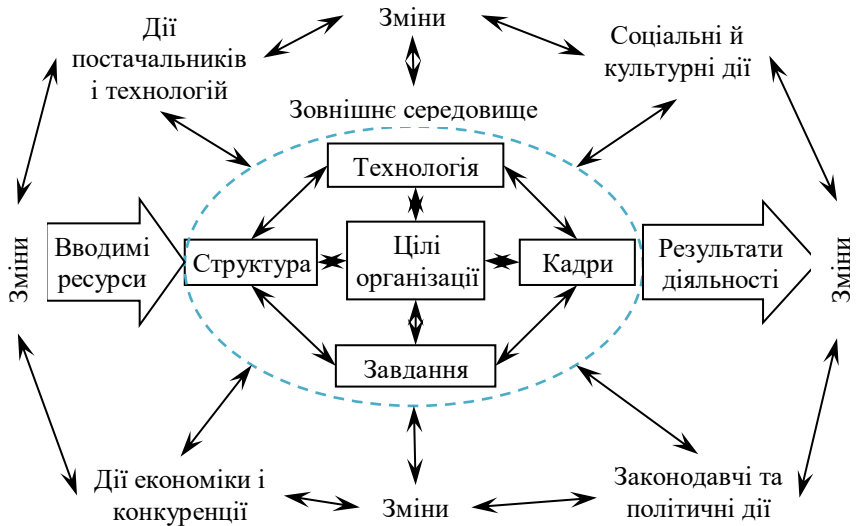 Зміни
Дії
постачальників
і технологій
Соціальні й
культурні дії
Зовнішнє середовище
Технологія
Зміни
Вводимі
ресурси
Структура
Цілі
організації
Кадри
Результати
діяльності
Зміни
Завдання
Дії економіки і
конкуренції
Зміни
Законодавчі та
політичні дії